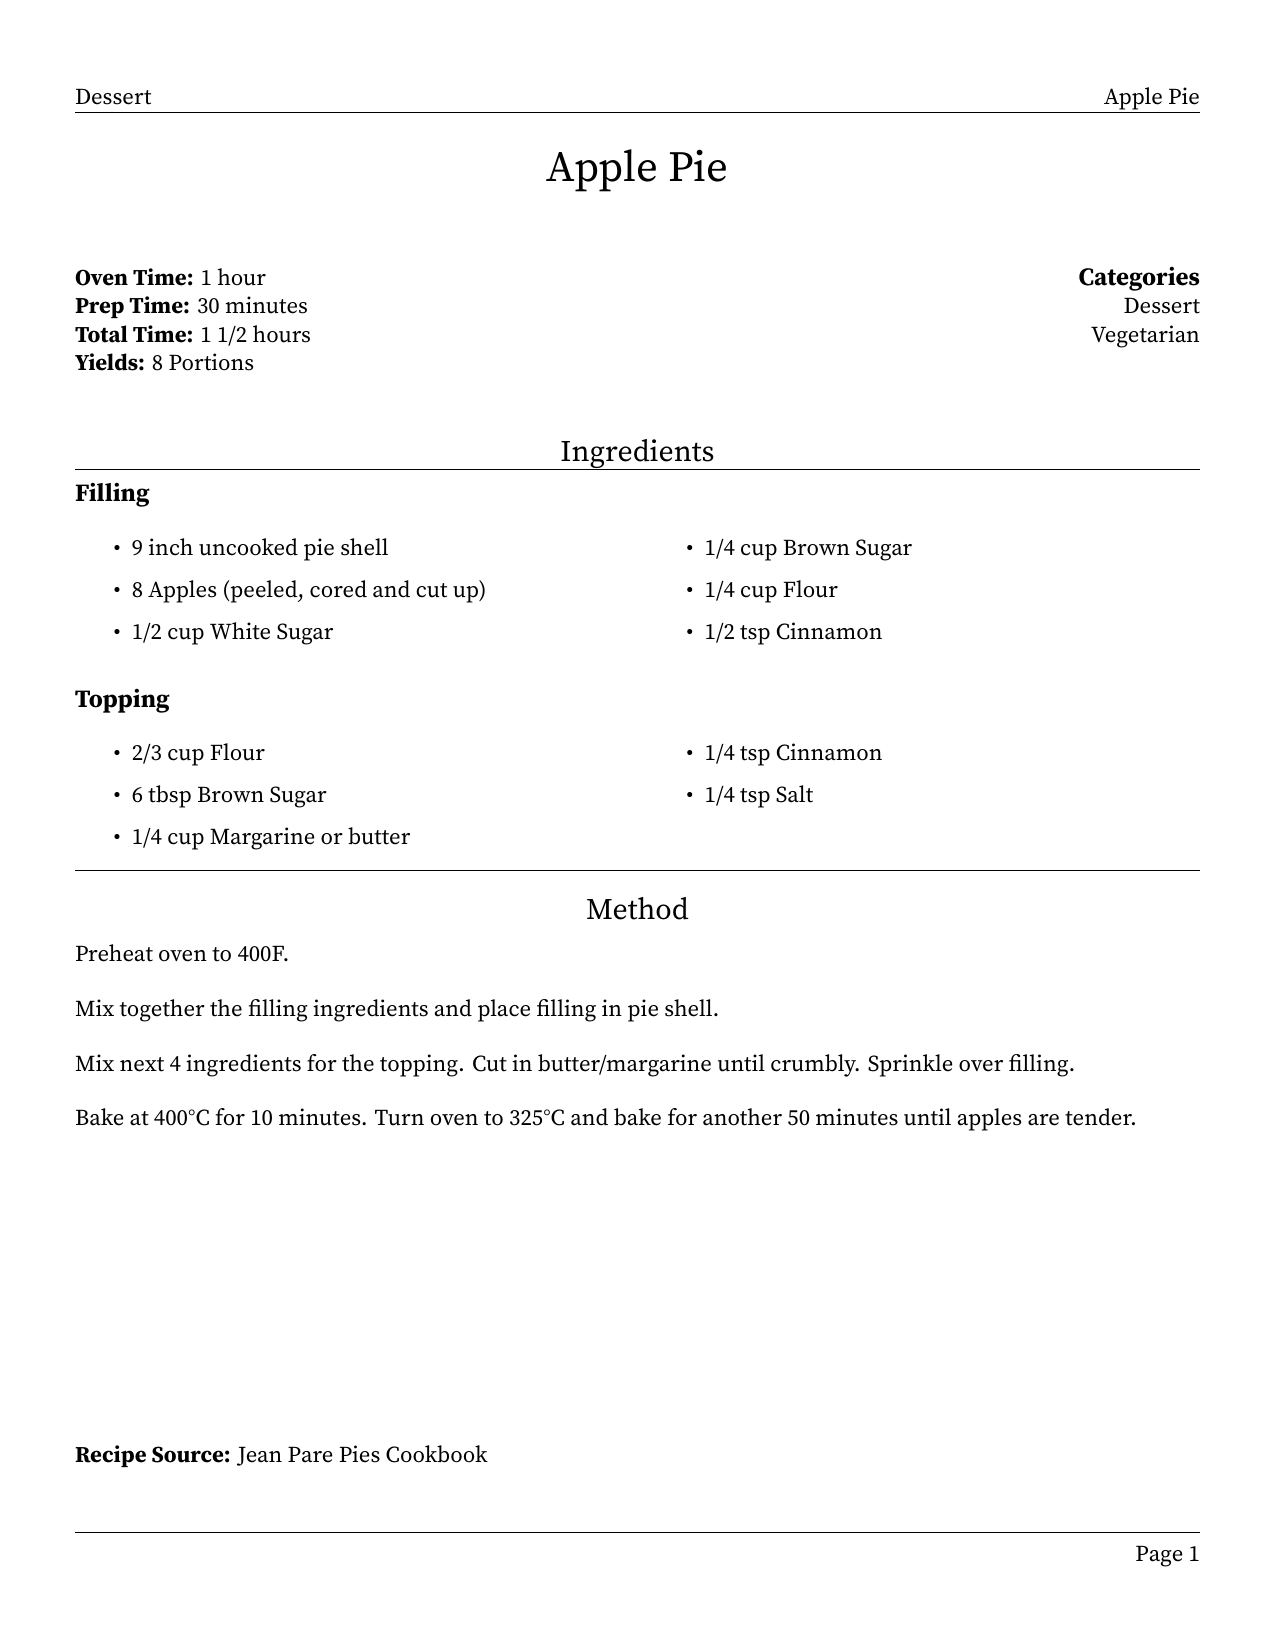 Dessert Apple Pie
Apple Pie
Oven Time: 1 hour
Prep Time: 30 minutes
Total Time: 1 1/2 hours
Yields: 8 Portions
Categories
Dessert
Vegetarian
Ingredients
Filling
• 9 inch uncooked pie shell
• 8 Apples (peeled, cored and cut up)
• 1/2 cup White Sugar
• 1/4 cup Brown Sugar
• 1/4 cup Flour
• 1/2 tsp Cinnamon
Topping
• 2/3 cup Flour
• 6 tbsp Brown Sugar
• 1/4 cup Margarine or butter
• 1/4 tsp Cinnamon
• 1/4 tsp Salt
Method
Preheat oven to 400F.
Mix together the filling ingredients and place filling in pie shell.
Mix next 4 ingredients for the topping. Cut in butter/margarine until crumbly. Sprinkle over filling.
Bake at 400°C for 10 minutes. Turn oven to 325°C and bake for another 50 minutes until apples are tender.
Recipe Source: Jean Pare Pies Cookbook
Page 1